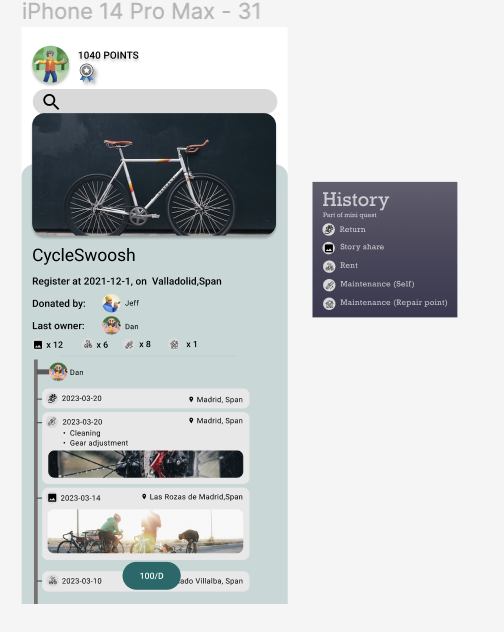 iPhone 14 Pro Max - 31
1040 POINTS
CycleSwoosh
Register at 2021-12-1, on Valladolid,Span
Donated by: Jeff
Last owner: Dan
x 12 x 6 x 8 x 1
Dan
2023-03-20 Madrid, Span
2023-03-20 Madrid, Span
• Cleaning
• Gear adjustment
2023-03-14 Las Rozas de Madrid,Span
2023-03-10 100/D ado Villalba, Span
History
Part of mini quest
Return
Story share
Rent
Maintenance (Self)
Maintenance (Repair point)